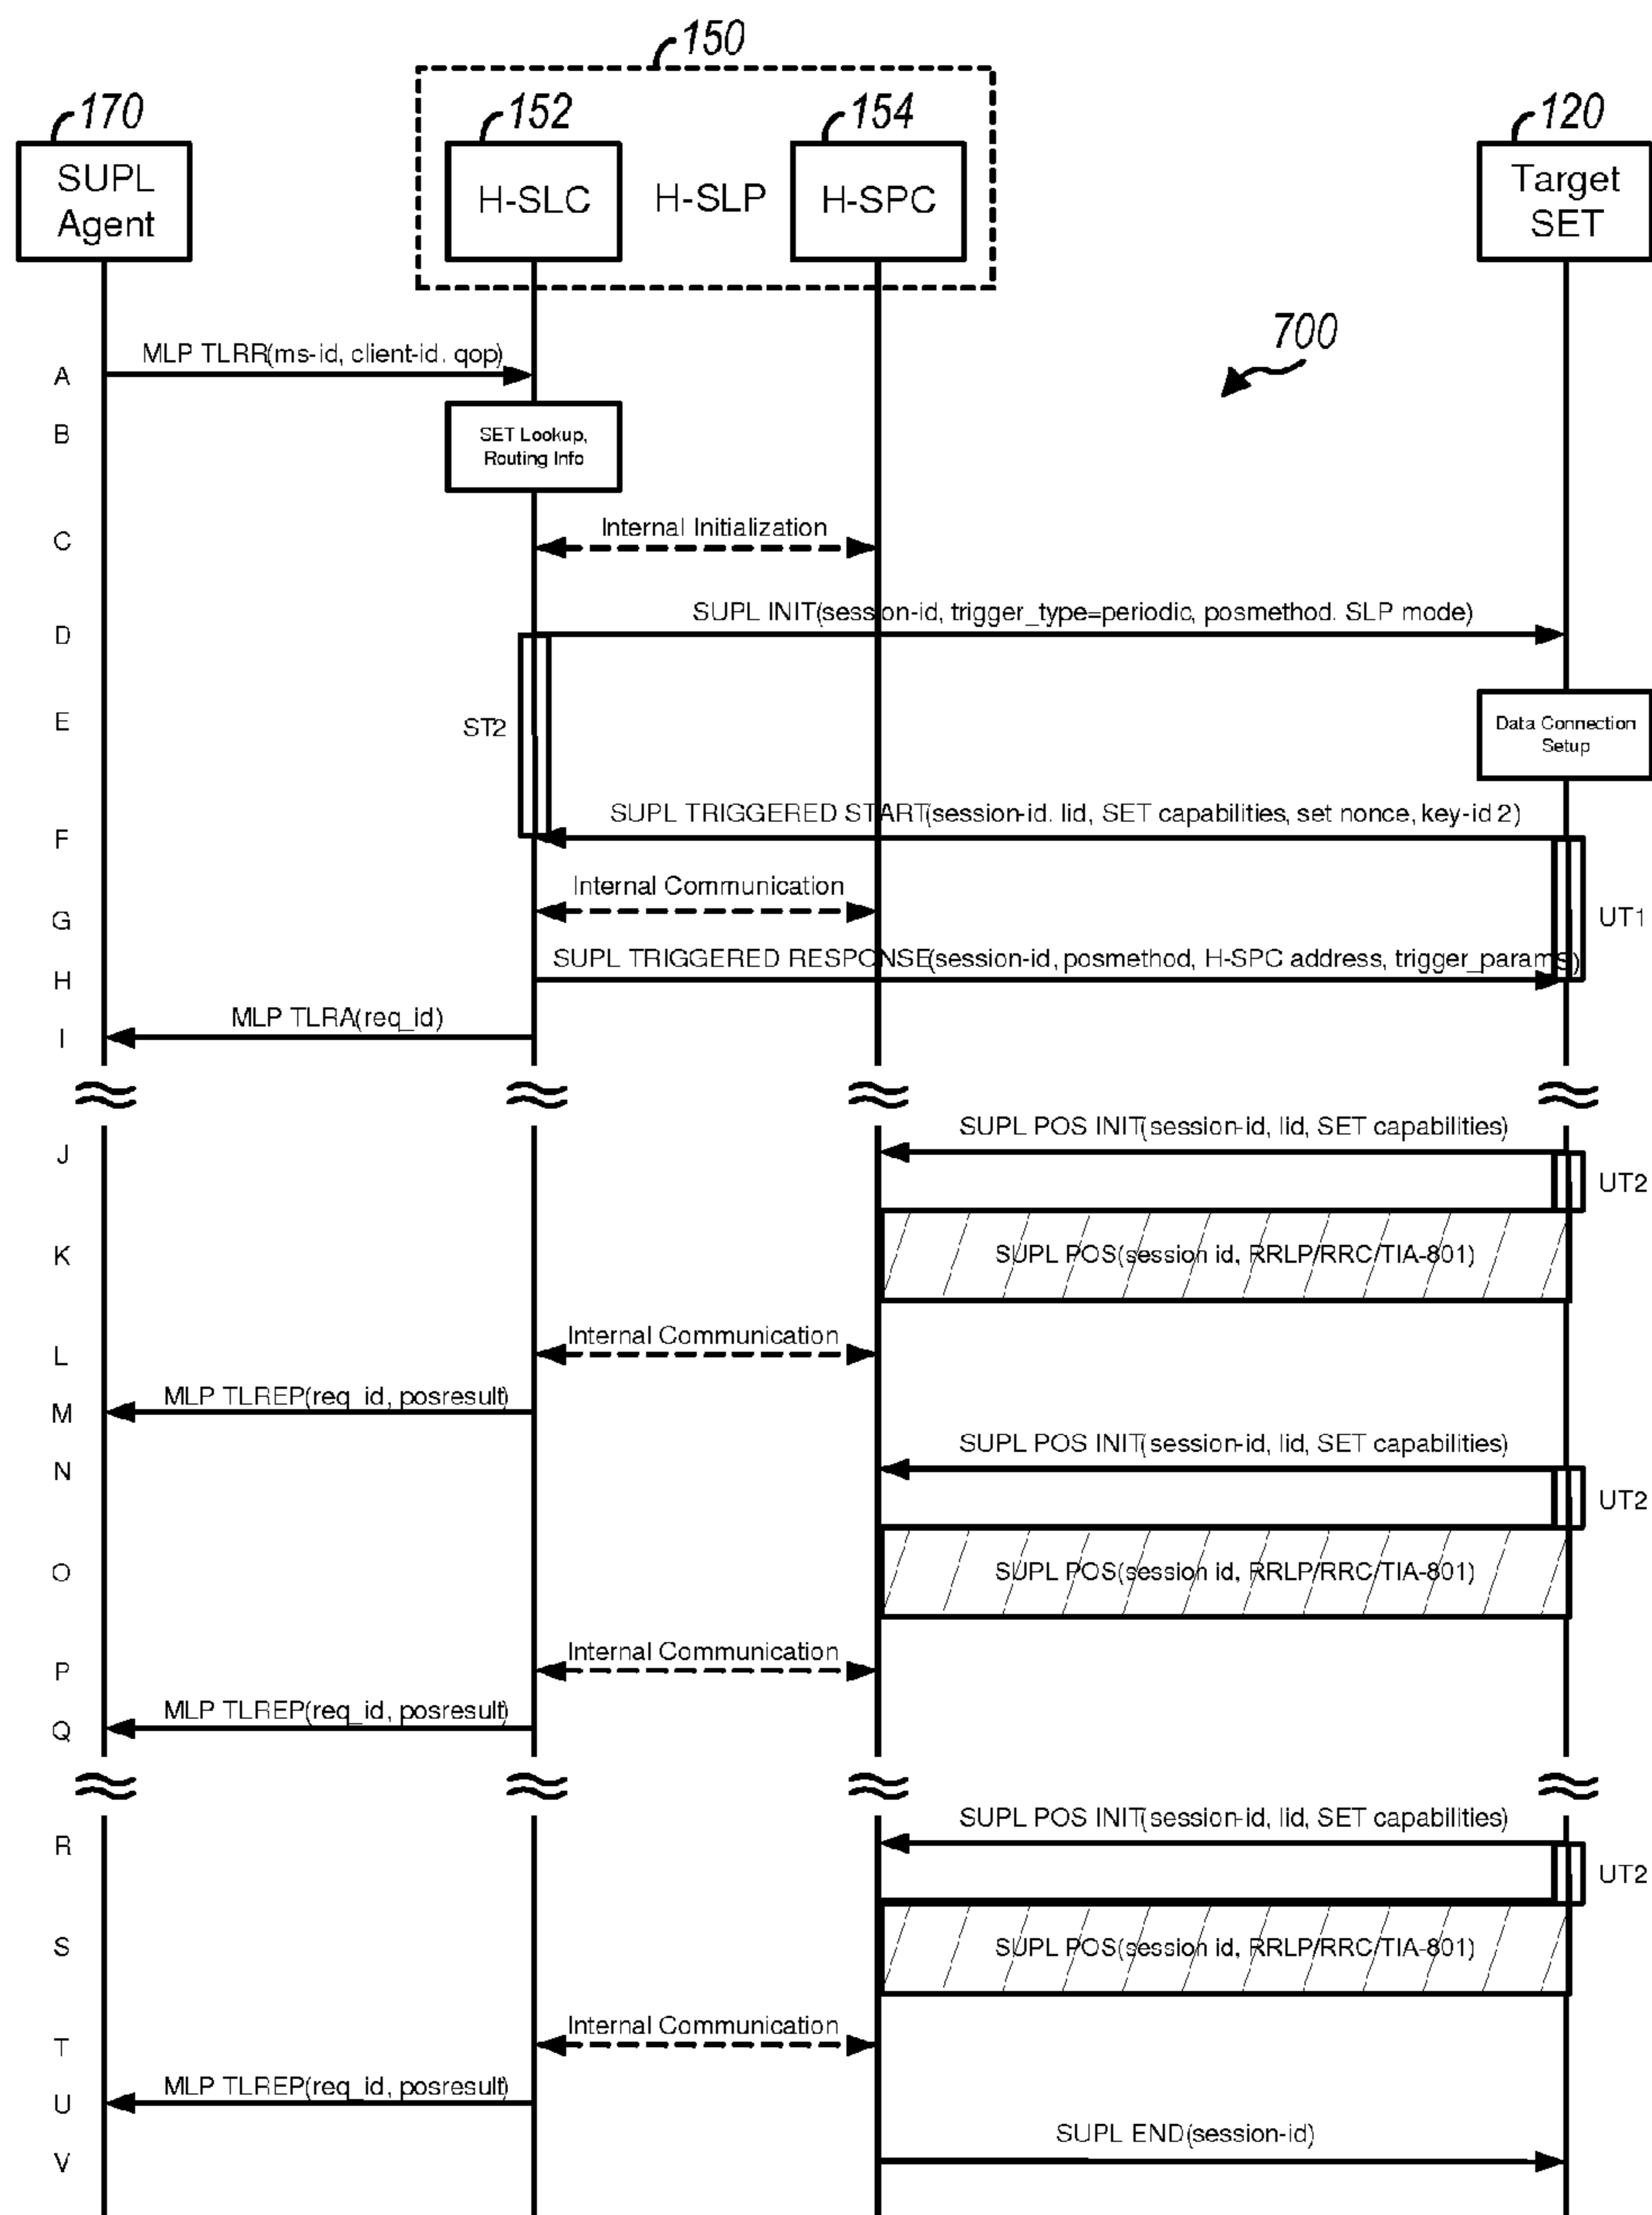 150
170
152
154
120
SUPL
Agent
H-SLC
H-SLP
H-SPC
Target
SET
700
A
MLP TLRR(ms-id, client-id. qop)
B
SET Lookup,
Routing Info
C
Internal Initialization
D
SUPL INIT(session-id, trigger_type=periodic, posmethod. SLP mode)
E
ST2
Data Connection
Setup
F
SUPL TRIGGERED START(session-id. lid, SET capabilities, set nonce, key-id 2)
G
Internal Communication
UT1
H
SUPL TRIGGERED RESPONSE(session-id, posmethod, H-SPC address, trigger_params)
I
MLP TLRA(req_id)
J
SUPL POS INIT(session-id, lid, SET capabilities)
UT2
K
SUPL POS(session id, RRLP/RRC/TIA-801)
L
Internal Communication
M
MLP TLREP(req_id, posresult)
N
SUPL POS INIT(session-id, lid, SET capabilities)
UT2
O
SUPL POS(session id, RRLP/RRC/TIA-801)
P
Internal Communication
Q
MLP TLREP(req_id, posresult)
R
SUPL POS INIT(session-id, lid, SET capabilities)
UT2
S
SUPL POS(session id, RRLP/RRC/TIA-801)
T
Internal Communication
U
MLP TLREP(req_id, posresult)
V
SUPL END(session-id)